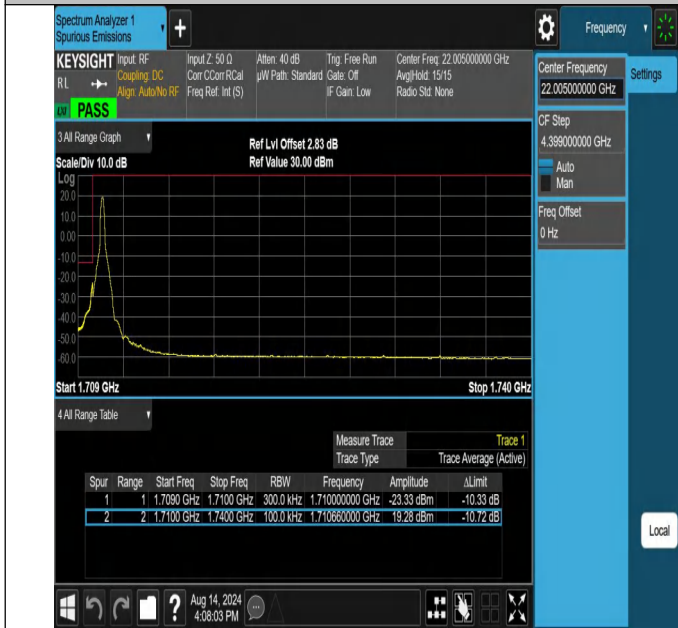 Spectrum Analyzer 1
Spurious Emissions
Frequency
KEYSIGHT
RL
PASS
Input: RF
Coupling: DC
Align: Auto/No RF
Input Z: 50 Ω
Corr CCorr RCal
Freq Ref: Int (S)
Atten: 40 dB
µW Path: Standard
Trig: Free Run
Gate: Off
IF Gain: Low
Center Freq: 22.005000000 GHz
Avg|Hold: 15/15
Radio Std: None
Center Frequency
22.005000000 GHz
Settings
CF Step
4.399000000 GHz
Auto
Man
Freq Offset
0 Hz
3 All Range Graph
Scale/Div 10.0 dB
Ref Lvl Offset 2.83 dB
Ref Value 30.00 dBm
Log
20.0
10.0
0.00
-10.0
-20.0
-30.0
-40.0
-50.0
-60.0
Start 1.709 GHz
Stop 1.740 GHz
4 All Range Table
Measure Trace Trace 1
Trace Type Trace Average (Active)
Spur Range Start Freq Stop Freq RBW Frequency Amplitude ΔLimit
1 1 1.7090 GHz 1.7100 GHz 300.0 kHz 1.710000000 GHz -23.33 dBm -10.33 dB
2 2 1.7100 GHz 1.7400 GHz 100.0 kHz 1.710660000 GHz 19.28 dBm -10.72 dB
Local
Aug 14, 2024
4:08:03 PM